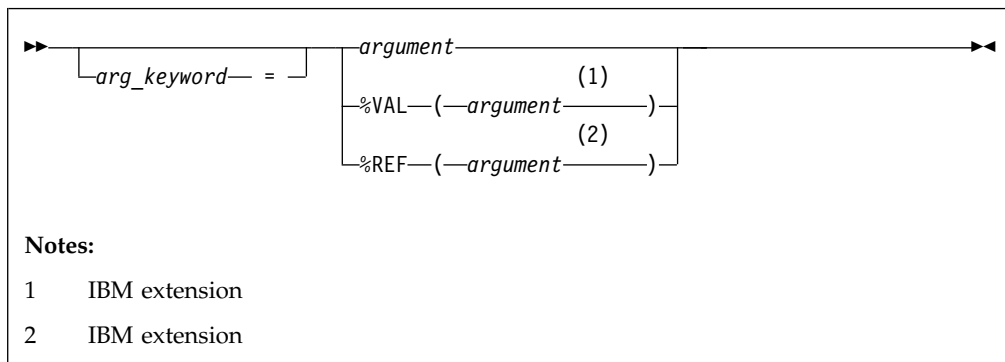 argument
arg_keyword =
(1)
%VAL ( argument )
(2)
%REF ( argument )
Notes:
1 IBM extension
2 IBM extension